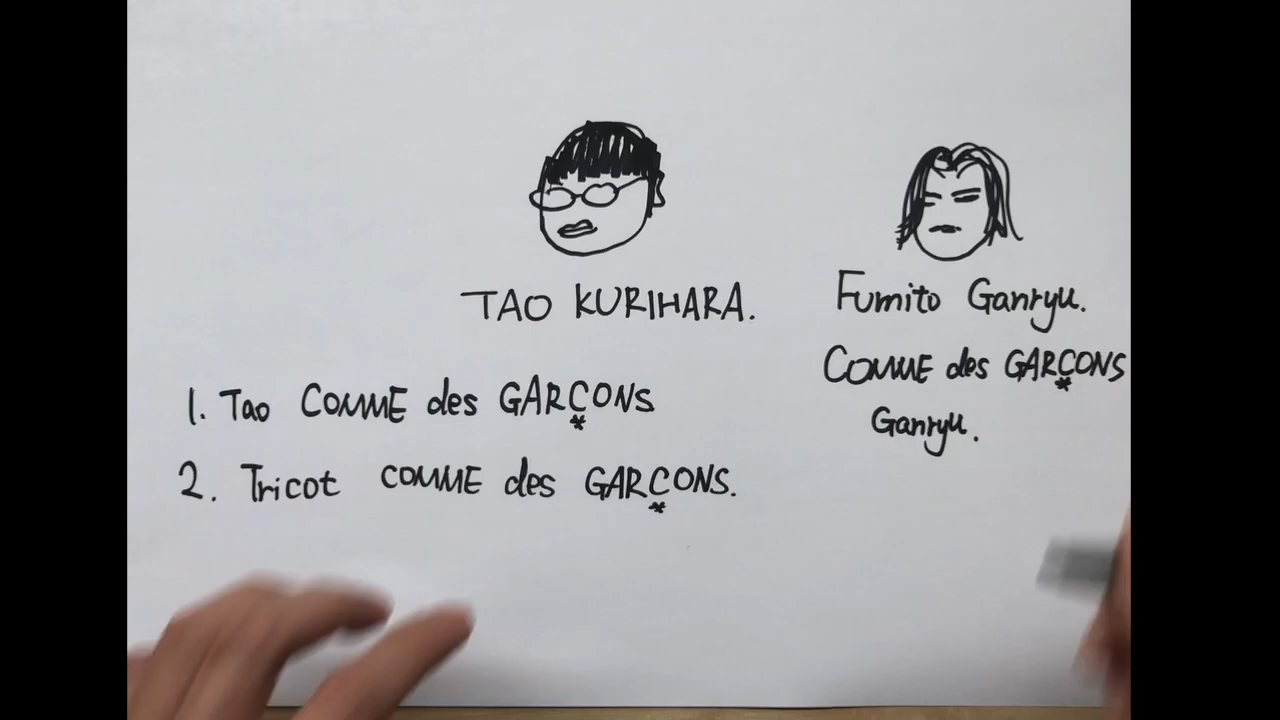 TAO KURIHARA.
1. Tao COMME des GARÇONS
2. Tricot COMME des GARÇONS.
Fumito Ganryu.
COMME des GARÇONS
Ganryu.